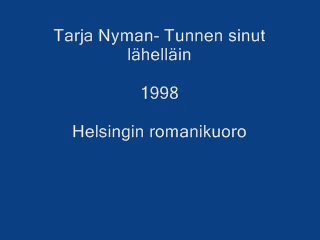 Tarja Nyman- Tunnen sinut
lähelläin
1998
Helsingin romanikuoro